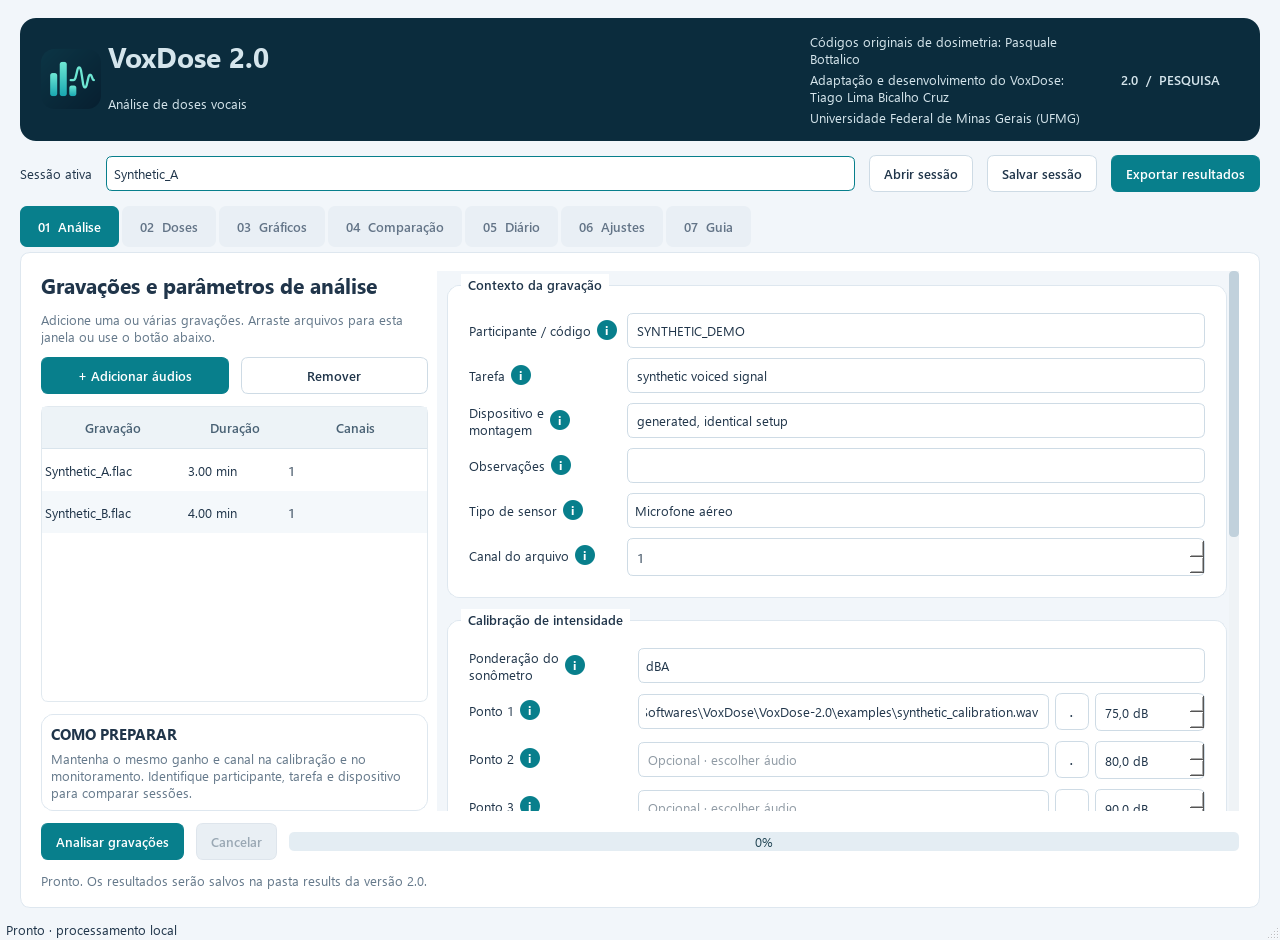 VoxDose 2.0
Análise de doses vocais
Códigos originais de dosimetria: Pasquale
Bottalico
Adaptação e desenvolvimento do VoxDose:
Tiago Lima Bicalho Cruz
Universidade Federal de Minas Gerais (UFMG)
2.0 / PESQUISA
Sessão ativa
Synthetic_A
Abrir sessão
Salvar sessão
Exportar resultados
01 Análise
02 Doses
03 Gráficos
04 Comparação
05 Diário
06 Ajustes
07 Guia
Gravações e parâmetros de análise
Adicione uma ou várias gravações. Arraste arquivos para esta
janela ou use o botão abaixo.
+ Adicionar áudios
Remover
Gravação Duração Canais
Synthetic_A.flac 3.00 min 1
Synthetic_B.flac 4.00 min 1
COMO PREPARAR
Mantenha o mesmo ganho e canal na calibração e no
monitoramento. Identifique participante, tarefa e dispositivo
para comparar sessões.
Contexto da gravação
Participante / código i SYNTHETIC_DEMO
Tarefa i synthetic voiced signal
Dispositivo e
montagem i generated, identical setup
Observações i
Tipo de sensor i Microfone aéreo
Canal do arquivo i 1
Calibração de intensidade
Ponderação do
sonômetro i dBA
Ponto 1 i Softwares\VoxDose\VoxDose-2.0\examples\synthetic_calibration.wav . 75,0 dB
Ponto 2 i Opcional · escolher áudio . 80,0 dB
Ponto 3 i Opcional · escolher áudio 90,0 dB
Analisar gravações
Cancelar
0%
Pronto. Os resultados serão salvos na pasta results da versão 2.0.
Pronto · processamento local